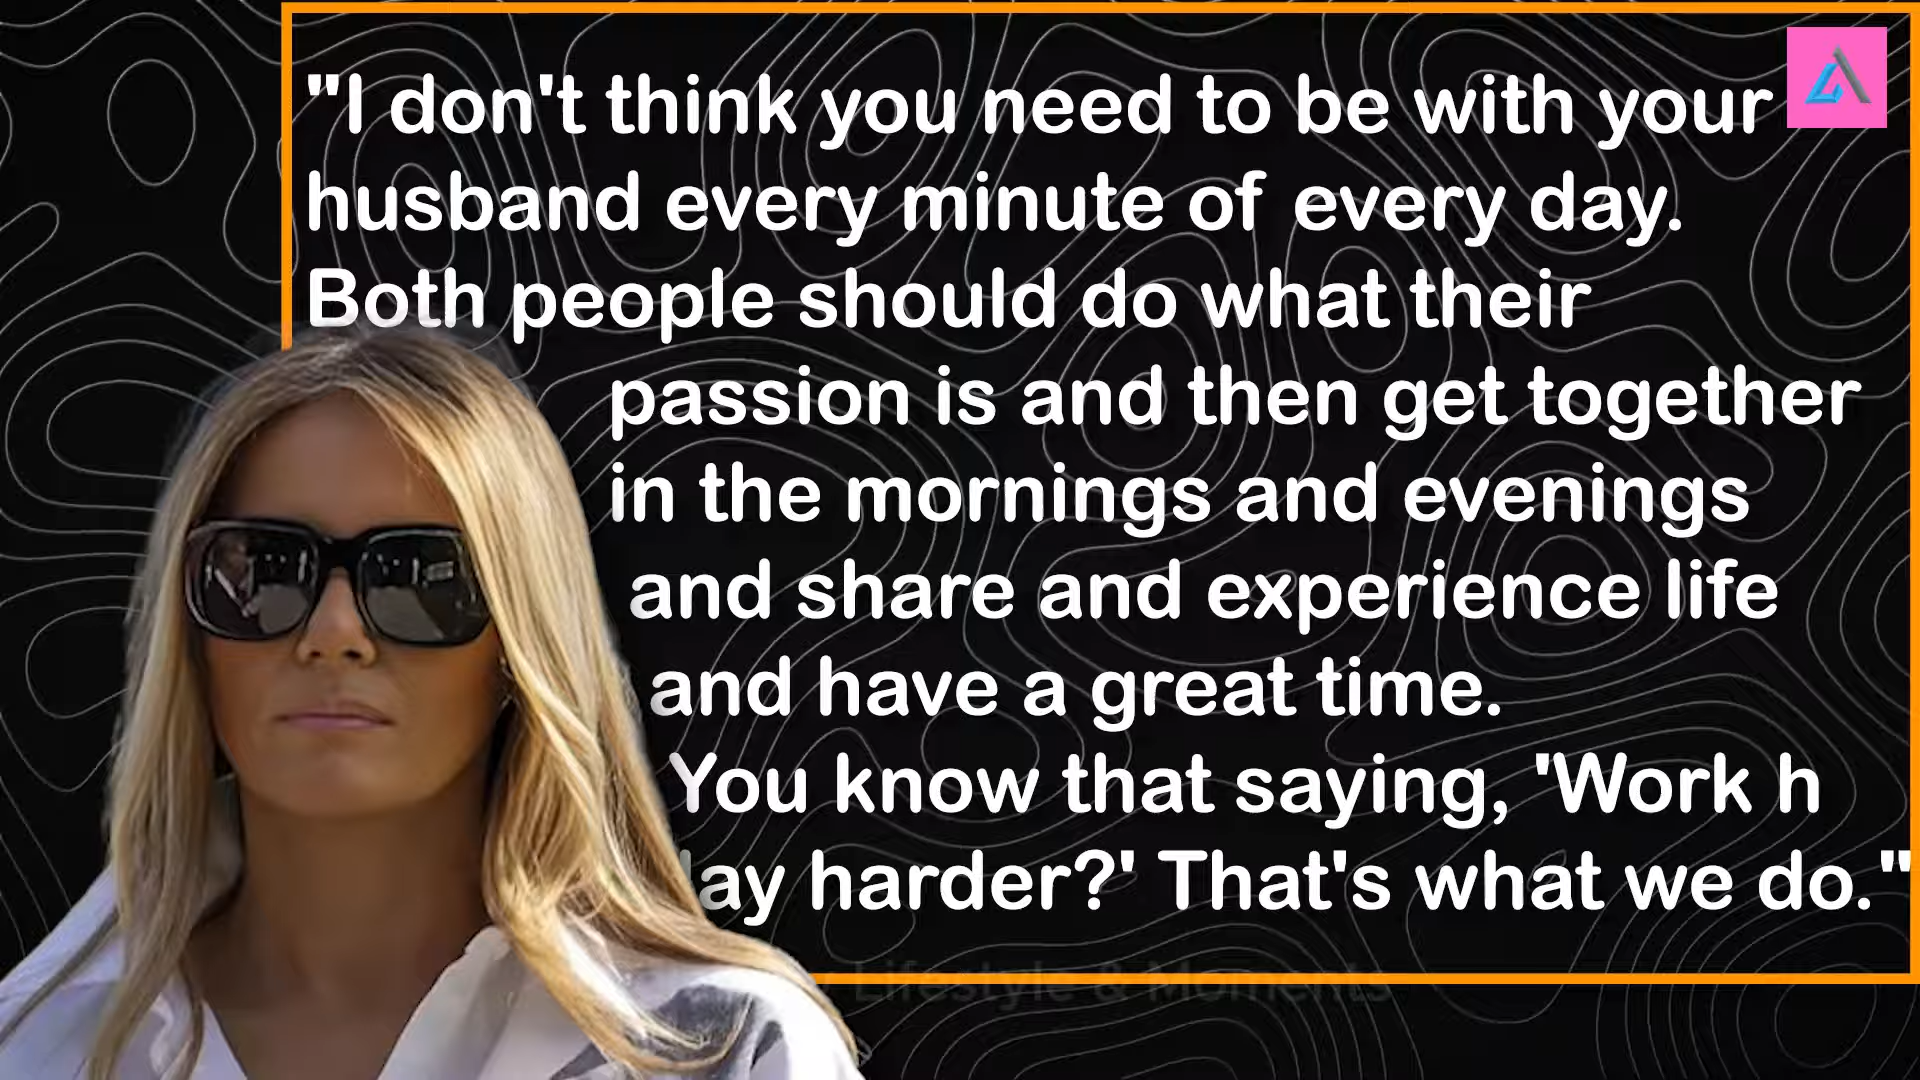 "I don't think you need to be with your
husband every minute of every day.
Both people should do what their
passion is and then get together
in the mornings and evenings
and share and experience life
and have a great time.
You know that saying, 'Work h
lay harder?' That's what we do."
Lifestyle & Moments